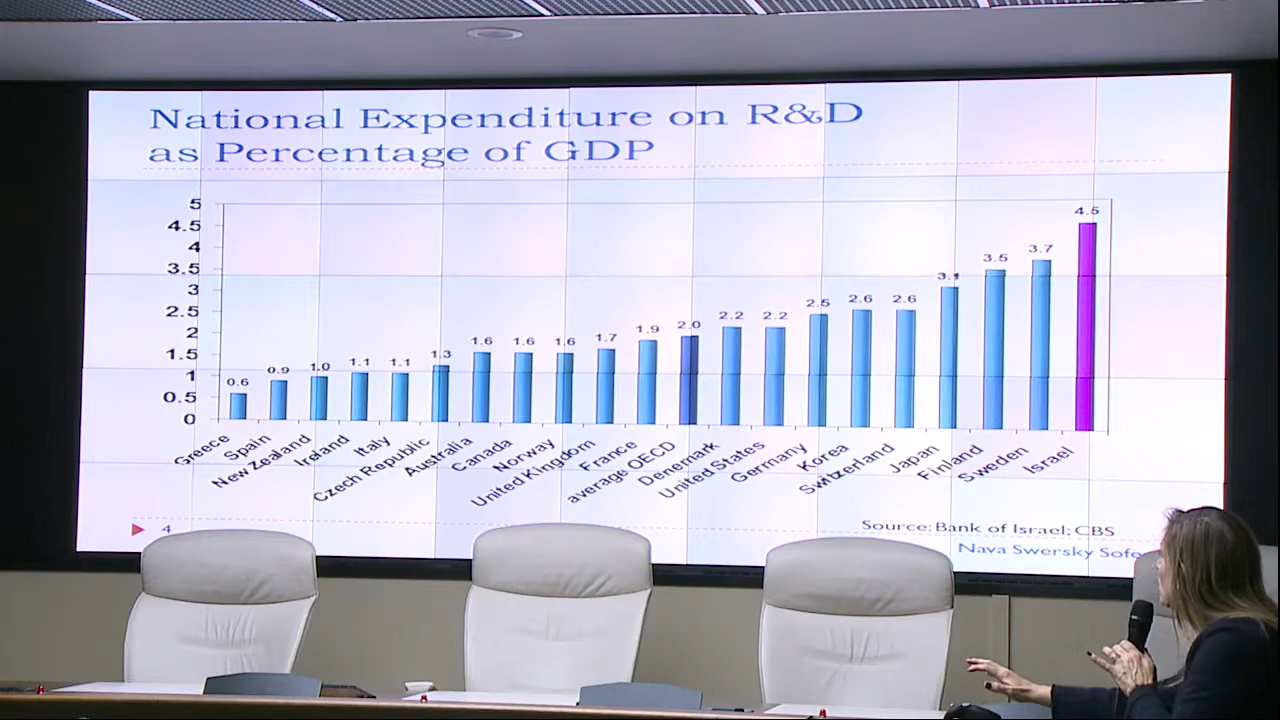 National Expenditure on R&D
as Percentage of GDP
5
4.5
4
3.5
3
2.5
2
1.5
1
0.5
0
0.6
0.9
1.0
1.1
1.1
1.3
1.6
1.6
1.6
1.7
1.9
2.0
2.2
2.2
2.5
2.6
2.6
3.1
3.5
3.7
4.5
Greece
Spain
New Zealand
Ireland
Italy
Czech Republic
Australia
Canada
Norway
United Kingdom
France
average OECD
Denmark
United States
Germany
Korea
Switzerland
Japan
Finland
Sweden
Israel
4
Source: Bank of Israel; CBS
Nava Swersky